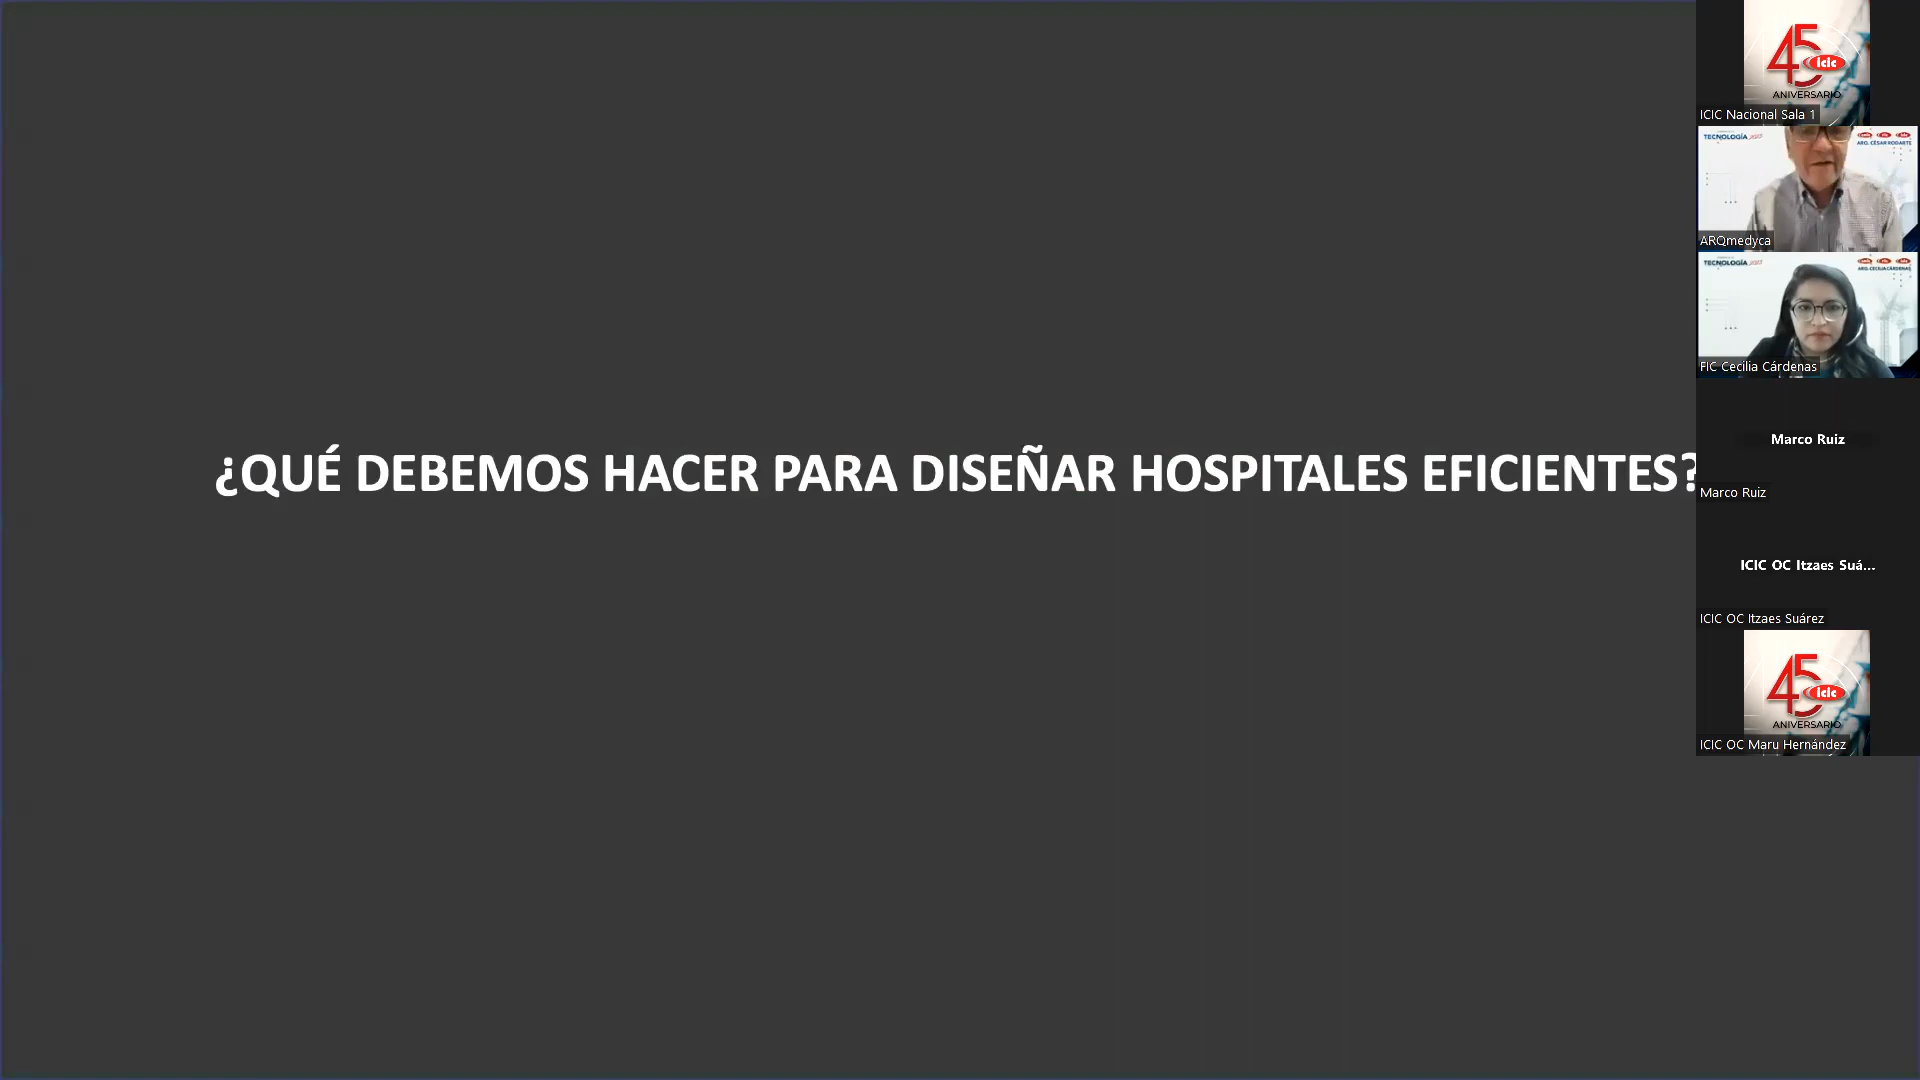 ¿QUÉ DEBEMOS HACER PARA DISEÑAR HOSPITALES EFICIENTES?
45
icic
ANIVERSARIO
ICIC Nacional Sala 1
TECNOLOGÍA
ARQ. CÉSAR RODARTE
ARQmedyca
TECNOLOGÍA
ARQ. CECILIA CÁRDENAS
FIC Cecilia Cárdenas
Marco Ruiz
Marco Ruiz
ICIC OC Itzaes Suá...
ICIC OC Itzaes Suárez
45
icic
ANIVERSARIO
ICIC OC Maru Hernández